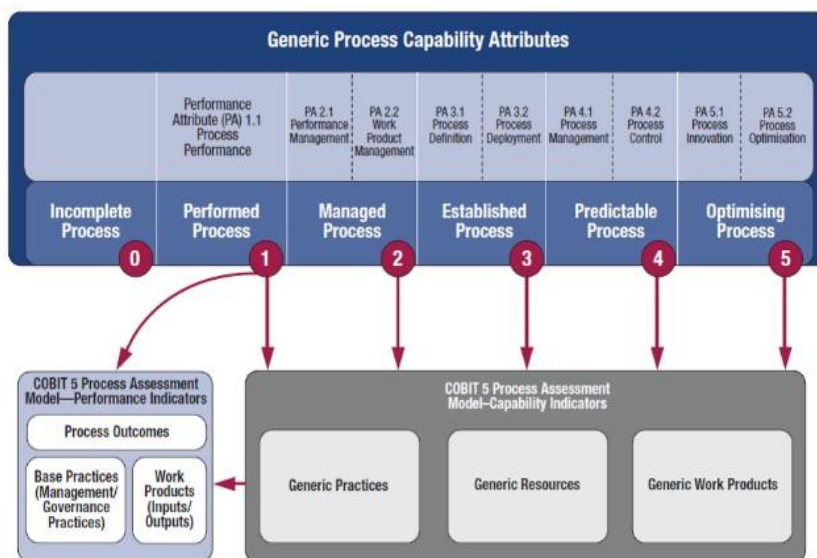 Generic Process Capability Attributes
Performance
Attribute (PA) 1.1
Process
Performance
PA 2.1
Performance
Management
PA 2.2
Work
Product
Management
PA 3.1
Process
Definition
PA 3.2
Process
Deployment
PA 4.1
Process
Management
PA 4.2
Process
Control
PA 5.1
Process
Innovation
PA 5.2
Process
Optimisation
Incomplete
Process
Performed
Process
Managed
Process
Established
Process
Predictable
Process
Optimising
Process
0
1
2
3
4
5
COBIT 5 Process Assessment
Model—Performance Indicators
Process Outcomes
Base Practices
(Management/
Governance
Practices)
Work
Products
(Inputs/
Outputs)
COBIT 5 Process Assessment
Model–Capability Indicators
Generic Practices
Generic Resources
Generic Work Products